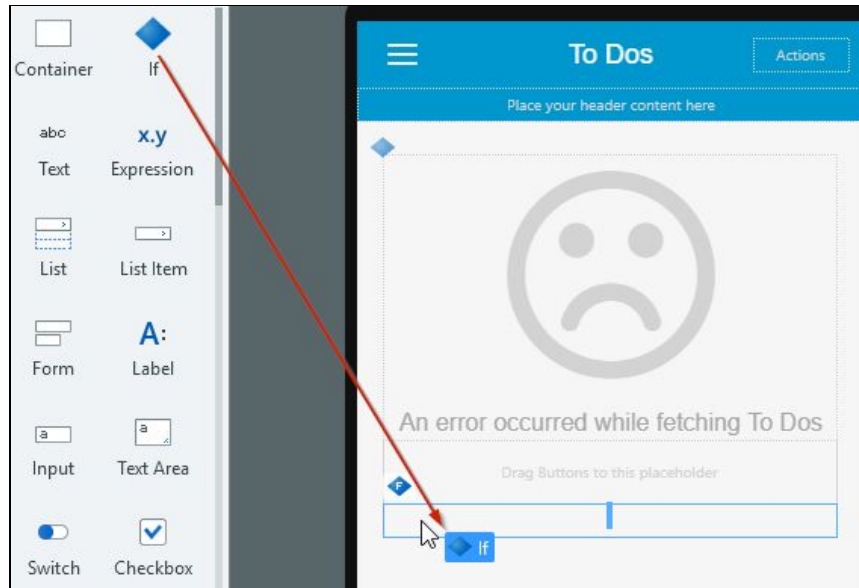 Container
If
abc
x.y
Text
Expression
List
List Item
A:
Form
Label
a
a
Input
Text Area
Switch
Checkbox
To Dos
Actions
Place your header content here
An error occurred while fetching To Dos
Drag Buttons to this placeholder
F
If